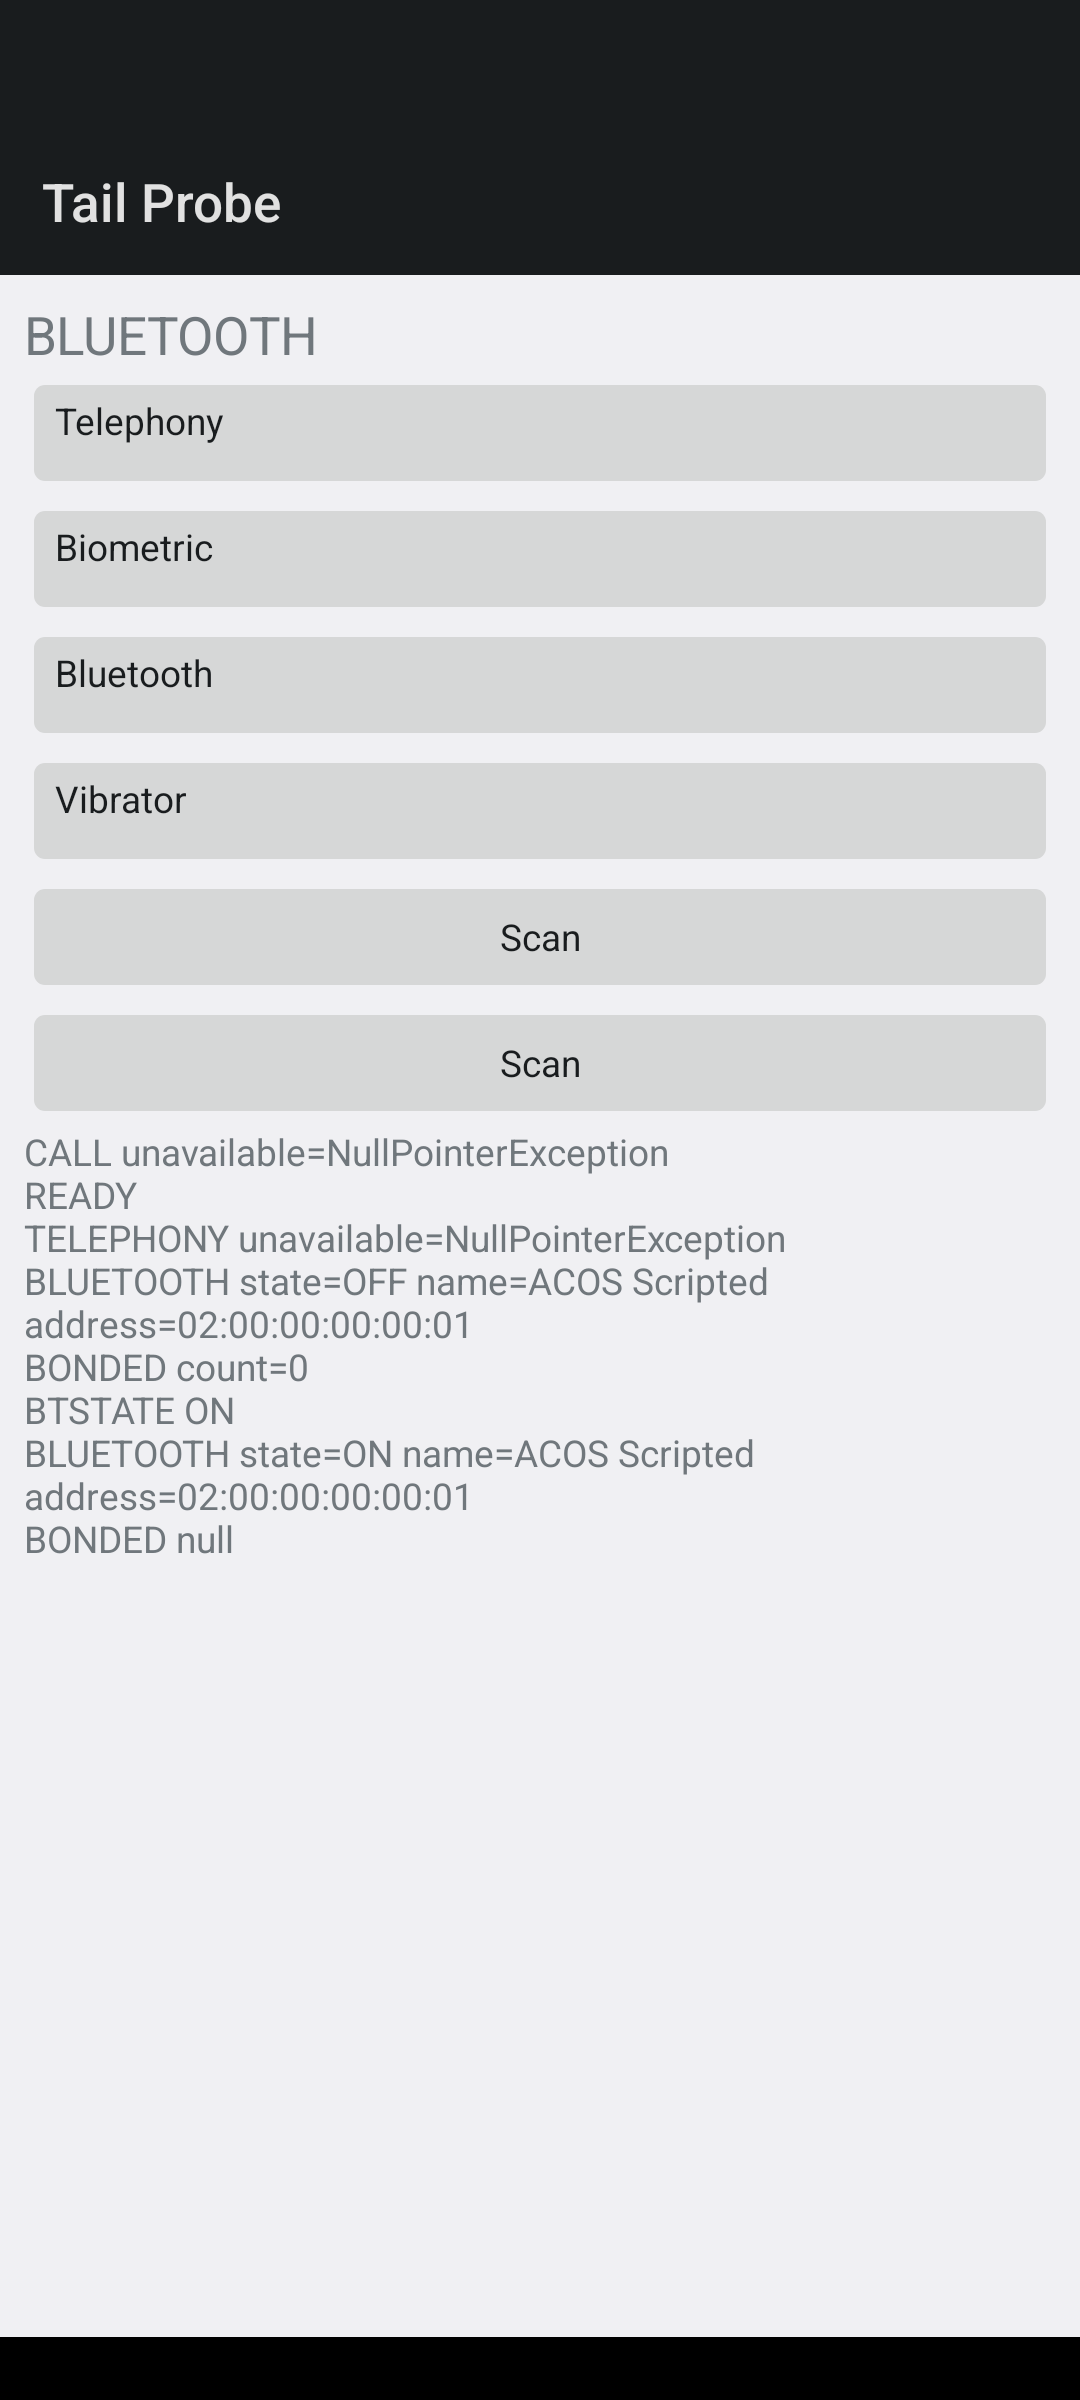 Tail Probe
BLUETOOTH
Telephony
Biometric
Bluetooth
Vibrator
Scan
Scan
CALL unavailable=NullPointerException
READY
TELEPHONY unavailable=NullPointerException
BLUETOOTH state=OFF name=ACOS Scripted
address=02:00:00:00:00:01
BONDED count=0
BTSTATE ON
BLUETOOTH state=ON name=ACOS Scripted
address=02:00:00:00:00:01
BONDED null